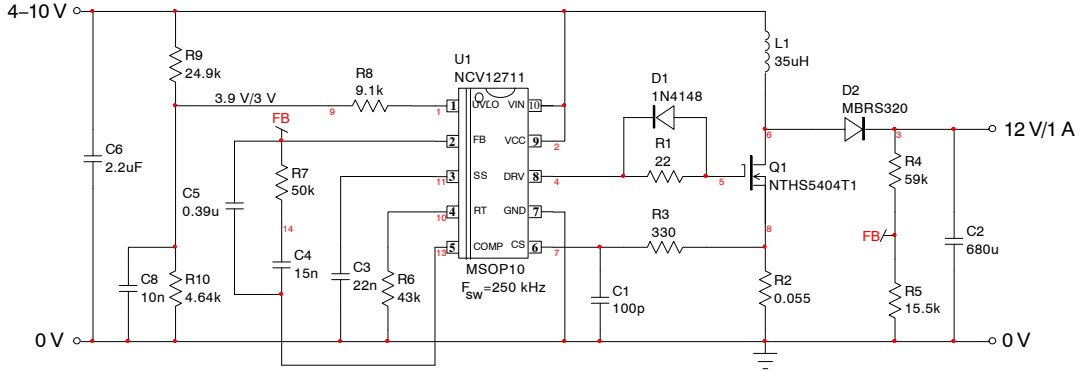 4–10 V
R9
24.9k
3.9 V/3 V
9
R8
9.1k
1
U1
NCV12711
1
UVLO
VIN
10
2
FB
VCC
9
3
SS
DRV
8
4
RT
GND
7
5
COMP
CS
6
MSOP10
Fsw=250 kHz
2
11
10
13
4
7
FB
R7
50k
14
C6
2.2uF
C5
0.39u
C4
15n
C8
10n
R10
4.64k
C3
22n
R6
43k
D1
1N4148
R1
22
5
R3
330
C1
100p
L1
35uH
6
D2
MBRS320
3
12 V/1 A
Q1
NTHS5404T1
8
R2
0.055
R4
59k
FB
R5
15.5k
C2
680u
0 V
0 V